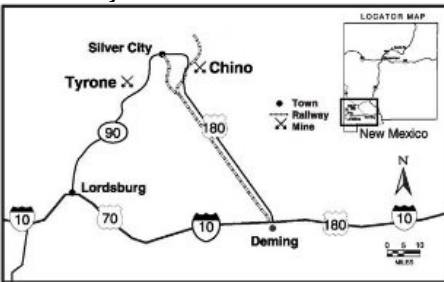 LOCATOR MAP
Silver City
Chino
Tyrone
Town
Railway
Mine
New Mexico
90
180
N
Lordsburg
10
70
10
Deming
180
10
0 5 10
MILES